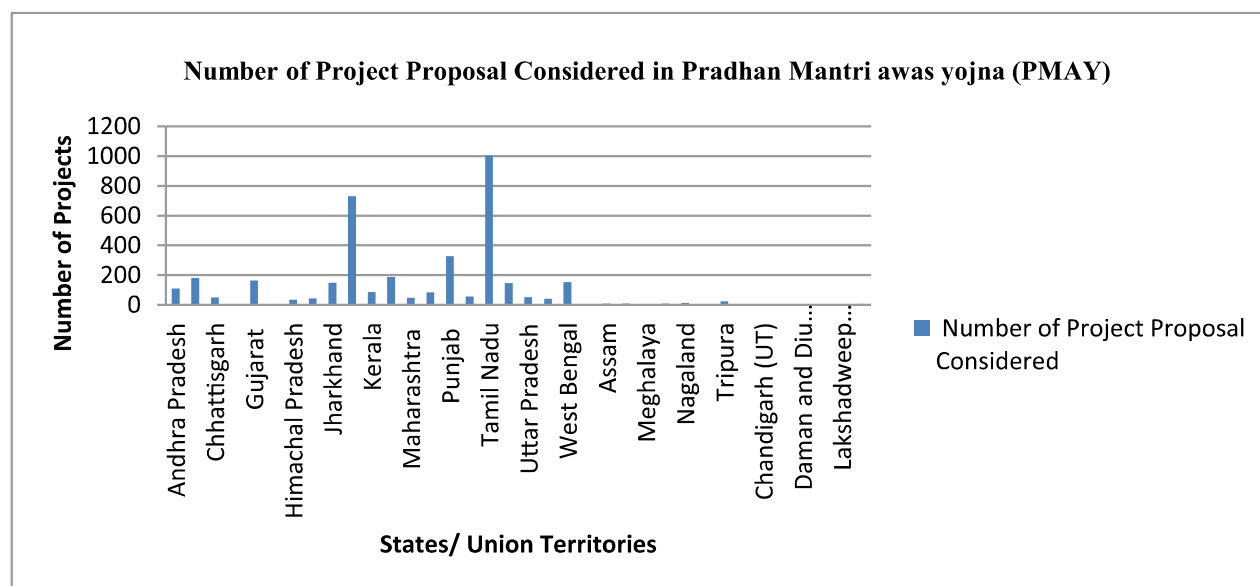 Number of Project Proposal Considered in Pradhan Mantri awas yojna (PMAY)
Number of Projects
1200
1000
800
600
400
200
0
Andhra Pradesh
Chhattisgarh
Gujarat
Himachal Pradesh
Jharkhand
Kerala
Maharashtra
Punjab
Tamil Nadu
Uttar Pradesh
West Bengal
Assam
Meghalaya
Nagaland
Tripura
Chandigarh (UT)
Daman and Diu...
Lakshadweep...
States/ Union Territories
Number of Project Proposal
Considered